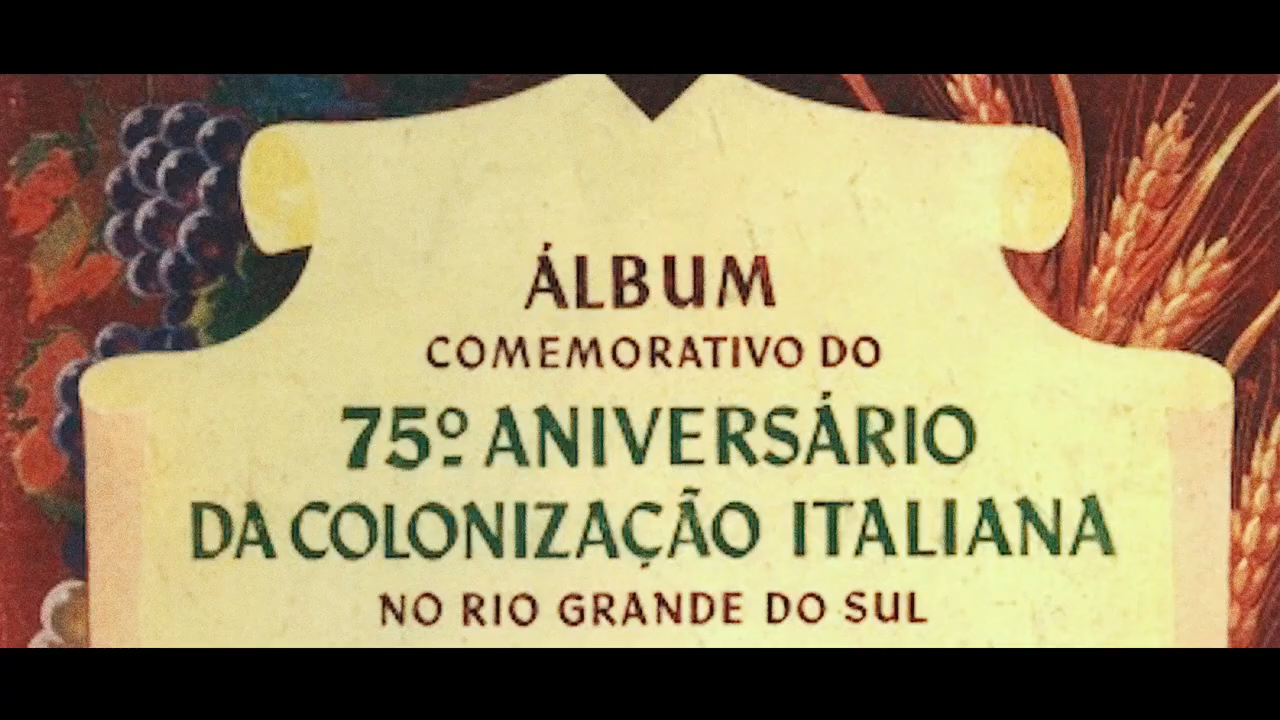 ÁLBUM
COMEMORATIVO DO
75º ANIVERSÁRIO
DA COLONIZAÇÃO ITALIANA
NO RIO GRANDE DO SUL